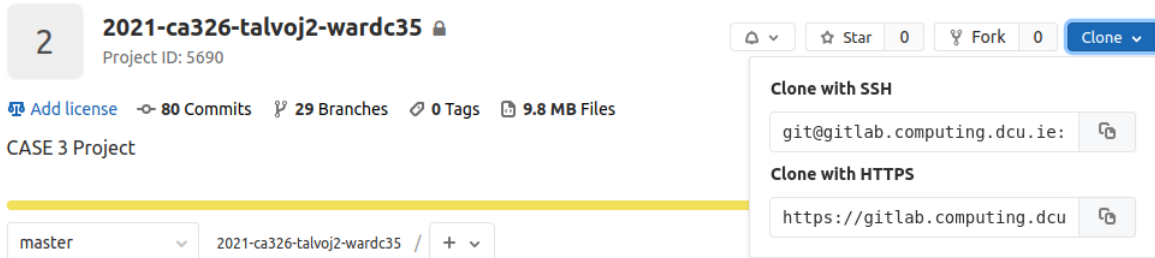 2
2021-ca326-talvoj2-wardc35
Project ID: 5690
Star 0
Fork 0
Clone
Add license
80 Commits
29 Branches
0 Tags
9.8 MB Files
CASE 3 Project
Clone with SSH
git@gitlab.computing.dcu.ie:
Clone with HTTPS
https://gitlab.computing.dcu
master
2021-ca326-talvoj2-wardc35 / +